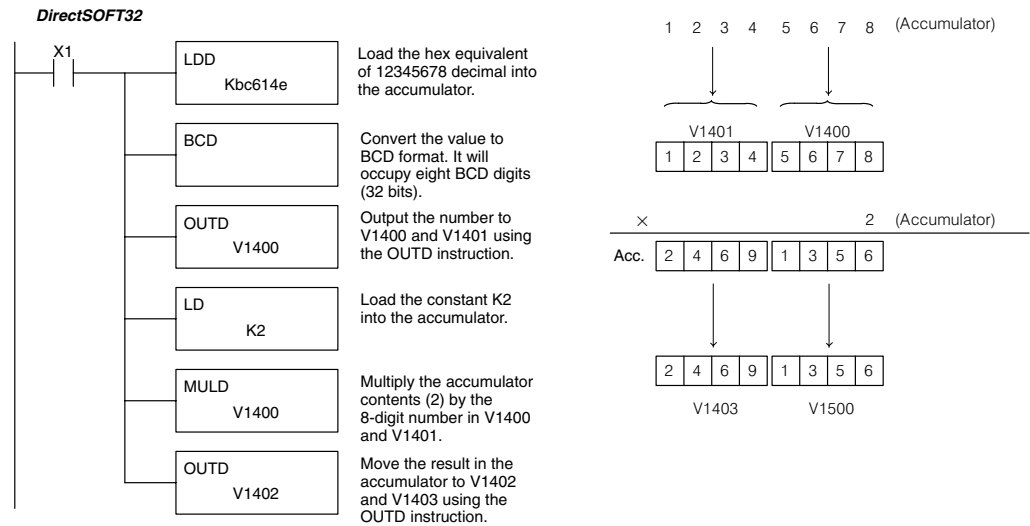 DirectSOFT32
X1
LDD
Kbc614e
Load the hex equivalent
of 12345678 decimal into
the accumulator.
BCD
Convert the value to
BCD format. It will
occupy eight BCD digits
(32 bits).
OUTD
V1400
Output the number to
V1400 and V1401 using
the OUTD instruction.
LD
K2
Load the constant K2
into the accumulator.
MULD
V1400
Multiply the accumulator
contents (2) by the
8-digit number in V1400
and V1401.
OUTD
V1402
Move the result in the
accumulator to V1402
and V1403 using the
OUTD instruction.
1 2 3 4 5 6 7 8 (Accumulator)
V1401 V1400
1 2 3 4 5 6 7 8
× 2 (Accumulator)
Acc. 2 4 6 9 1 3 5 6
2 4 6 9 1 3 5 6
V1403 V1500